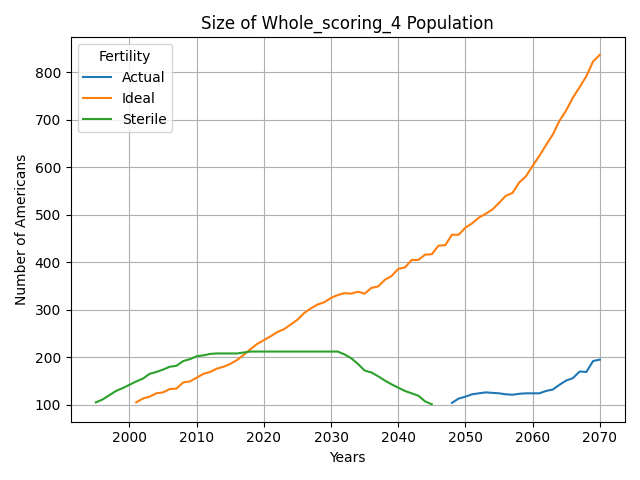 Size of Whole_scoring_4 Population
Fertility
Actual
Ideal
Sterile
Number of Americans
800
700
600
500
400
300
200
100
2000 2010 2020 2030 2040 2050 2060 2070
Years